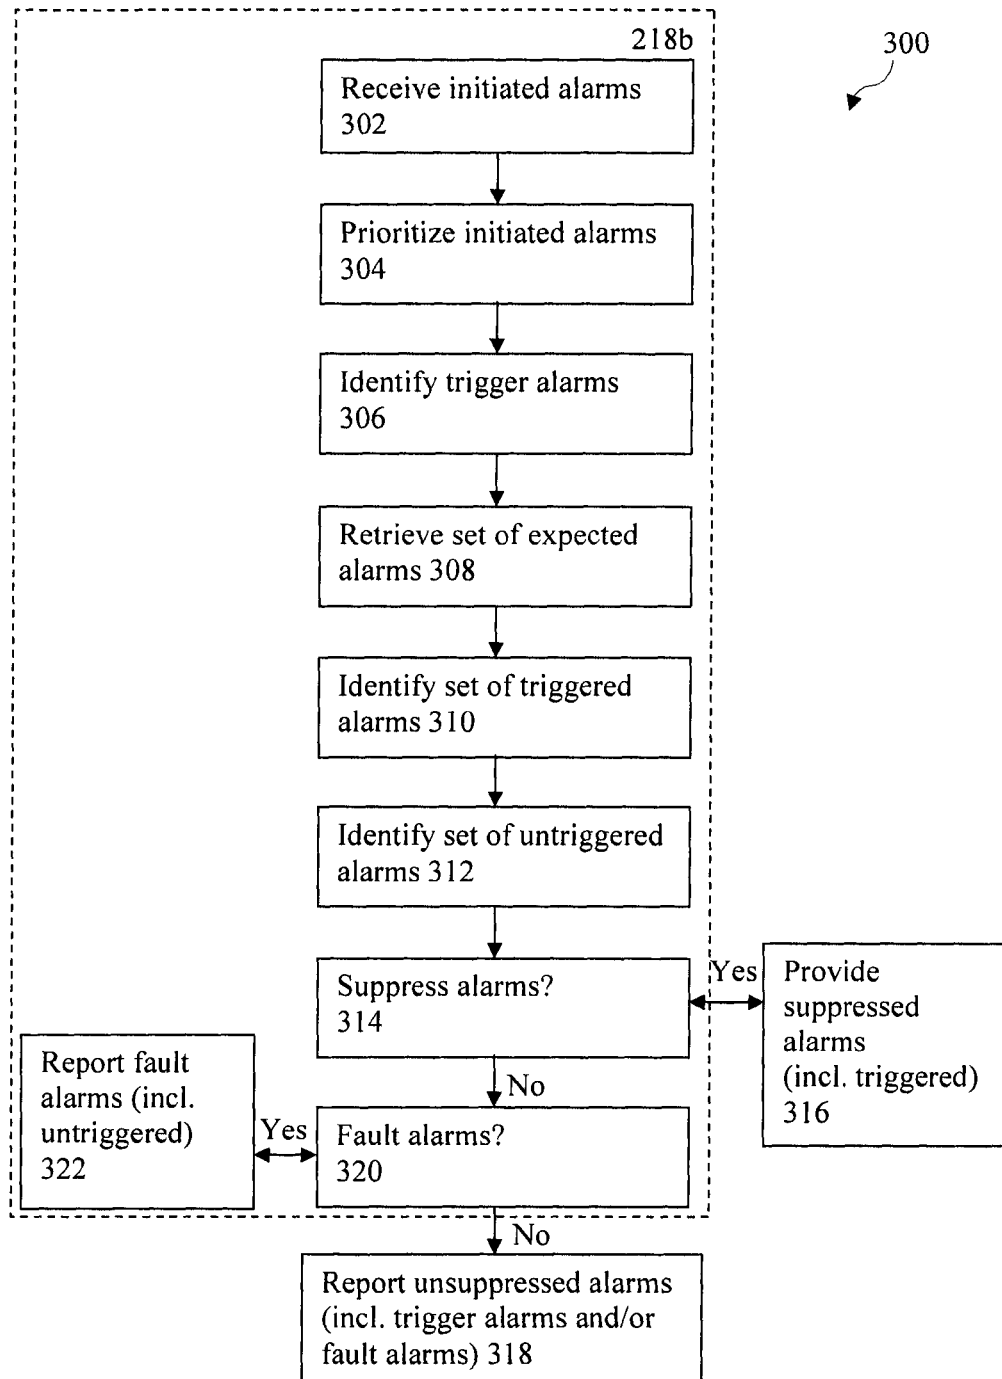 218b
300
Receive initiated alarms
302
Prioritize initiated alarms
304
Identify trigger alarms
306
Retrieve set of expected
alarms 308
Identify set of triggered
alarms 310
Identify set of untriggered
alarms 312
Suppress alarms?
314
Yes
Provide
suppressed
alarms
(incl. triggered)
316
No
Report fault
alarms (incl.
untriggered)
322
Yes
Fault alarms?
320
No
Report unsuppressed alarms
(incl. trigger alarms and/or
fault alarms) 318